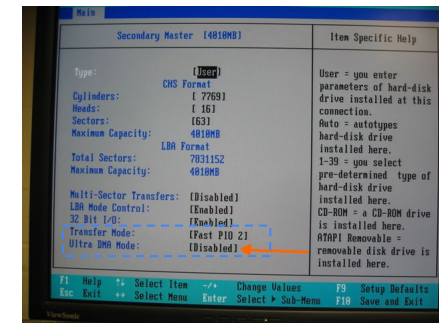 Main
Secondary Master [4010MB]
Item Specific Help
Type: [User]
CHS Format
Cylinders: [ 7769]
Heads: [ 16]
Sectors: [63]
Maximum Capacity: 4010MB
LBA Format
Total Sectors: 7831152
Maximum Capacity: 4010MB
Multi-Sector Transfers: [Disabled]
LBA Mode Control: [Enabled]
32 Bit I/O: [Enabled]
Transfer Mode: [Fast PIO 2]
Ultra DMA Mode: [Disabled]
User = you enter
parameters of hard-disk
drive installed at this
connection.
Auto = autotypes
hard-disk drive
installed here.
1-39 = you select
pre-determined type of
hard-disk drive
installed here.
CD-ROM = a CD-ROM drive
is installed here.
ATAPI Removable =
removable disk drive is
installed here.
F1 Help ↑↓ Select Item -/+ Change Values F9 Setup Defaults
Esc Exit ↔ Select Menu Enter Select ▶ Sub-Menu F10 Save and Exit
ViewSonic